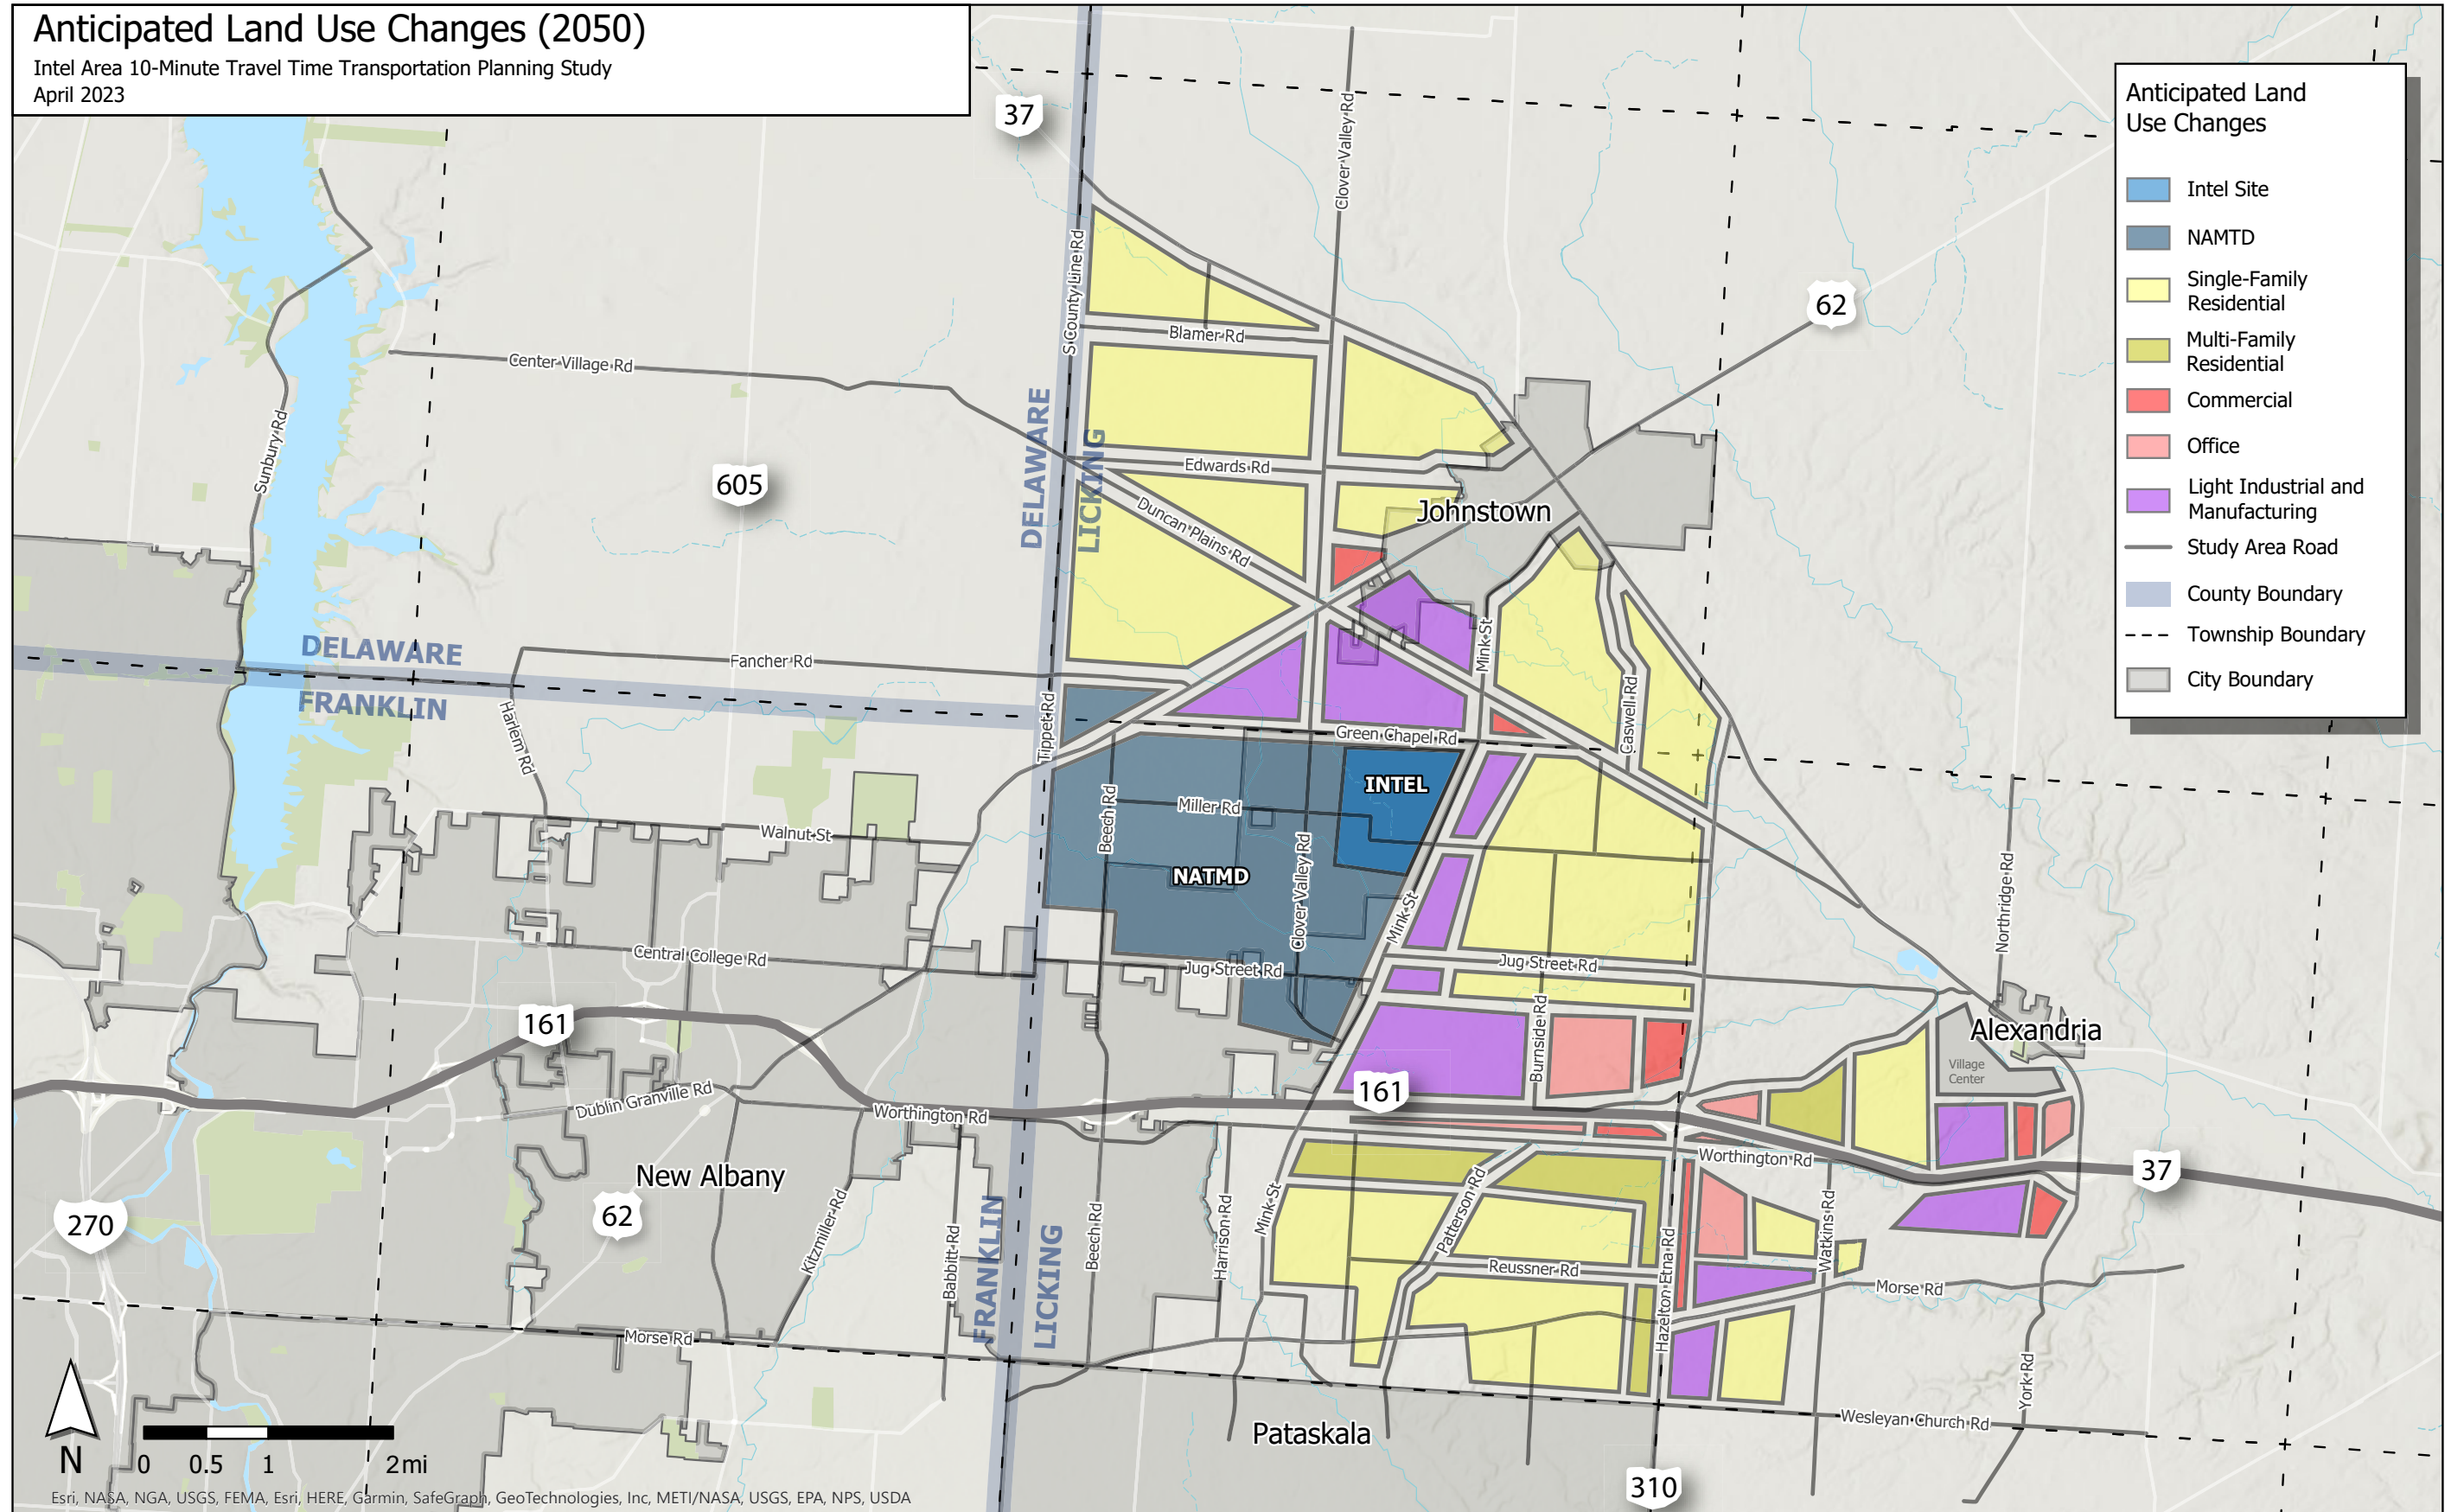 Anticipated Land Use Changes (2050)
Intel Area 10-Minute Travel Time Transportation Planning Study
April 2023
Anticipated Land
Use Changes
Intel Site
NAMTD
Single-Family
Residential
Multi-Family
Residential
Commercial
Office
Light Industrial and
Manufacturing
Study Area Road
County Boundary
Township Boundary
City Boundary
37
Clover Valley Rd
S County Line Rd
62
Blamer Rd
Center Village Rd
Sunbury Rd
DELAWARE
LICKING
Edwards Rd
605
Johnstown
Duncan Plains Rd
DELAWARE
FRANKLIN
Fancher Rd
Mink St
Caswell Rd
Harlem Rd
Tippet Rd
Green Chapel Rd
INTEL
Beech Rd
Miller Rd
Walnut St
Clover Valley Rd
NATMD
Mink St
Northridge Rd
Central College Rd
Jug Street Rd
Jug Street Rd
161
Burnside Rd
Alexandria
Village
Center
161
Dublin Granville Rd
Worthington Rd
Worthington Rd
New Albany
37
62
270
Kitzmiller Rd
Babbitt Rd
FRANKLIN
LICKING
Beech Rd
Harrison Rd
Mink St
Patterson Rd
Reussner Rd
Hazelton Etna Rd
Watkins Rd
Morse Rd
Morse Rd
York Rd
Wesleyan Church Rd
Pataskala
310
N
0 0.5 1 2 mi
Esri, NASA, NGA, USGS, FEMA, Esri, HERE, Garmin, SafeGraph, GeoTechnologies, Inc, METI/NASA, USGS, EPA, NPS, USDA